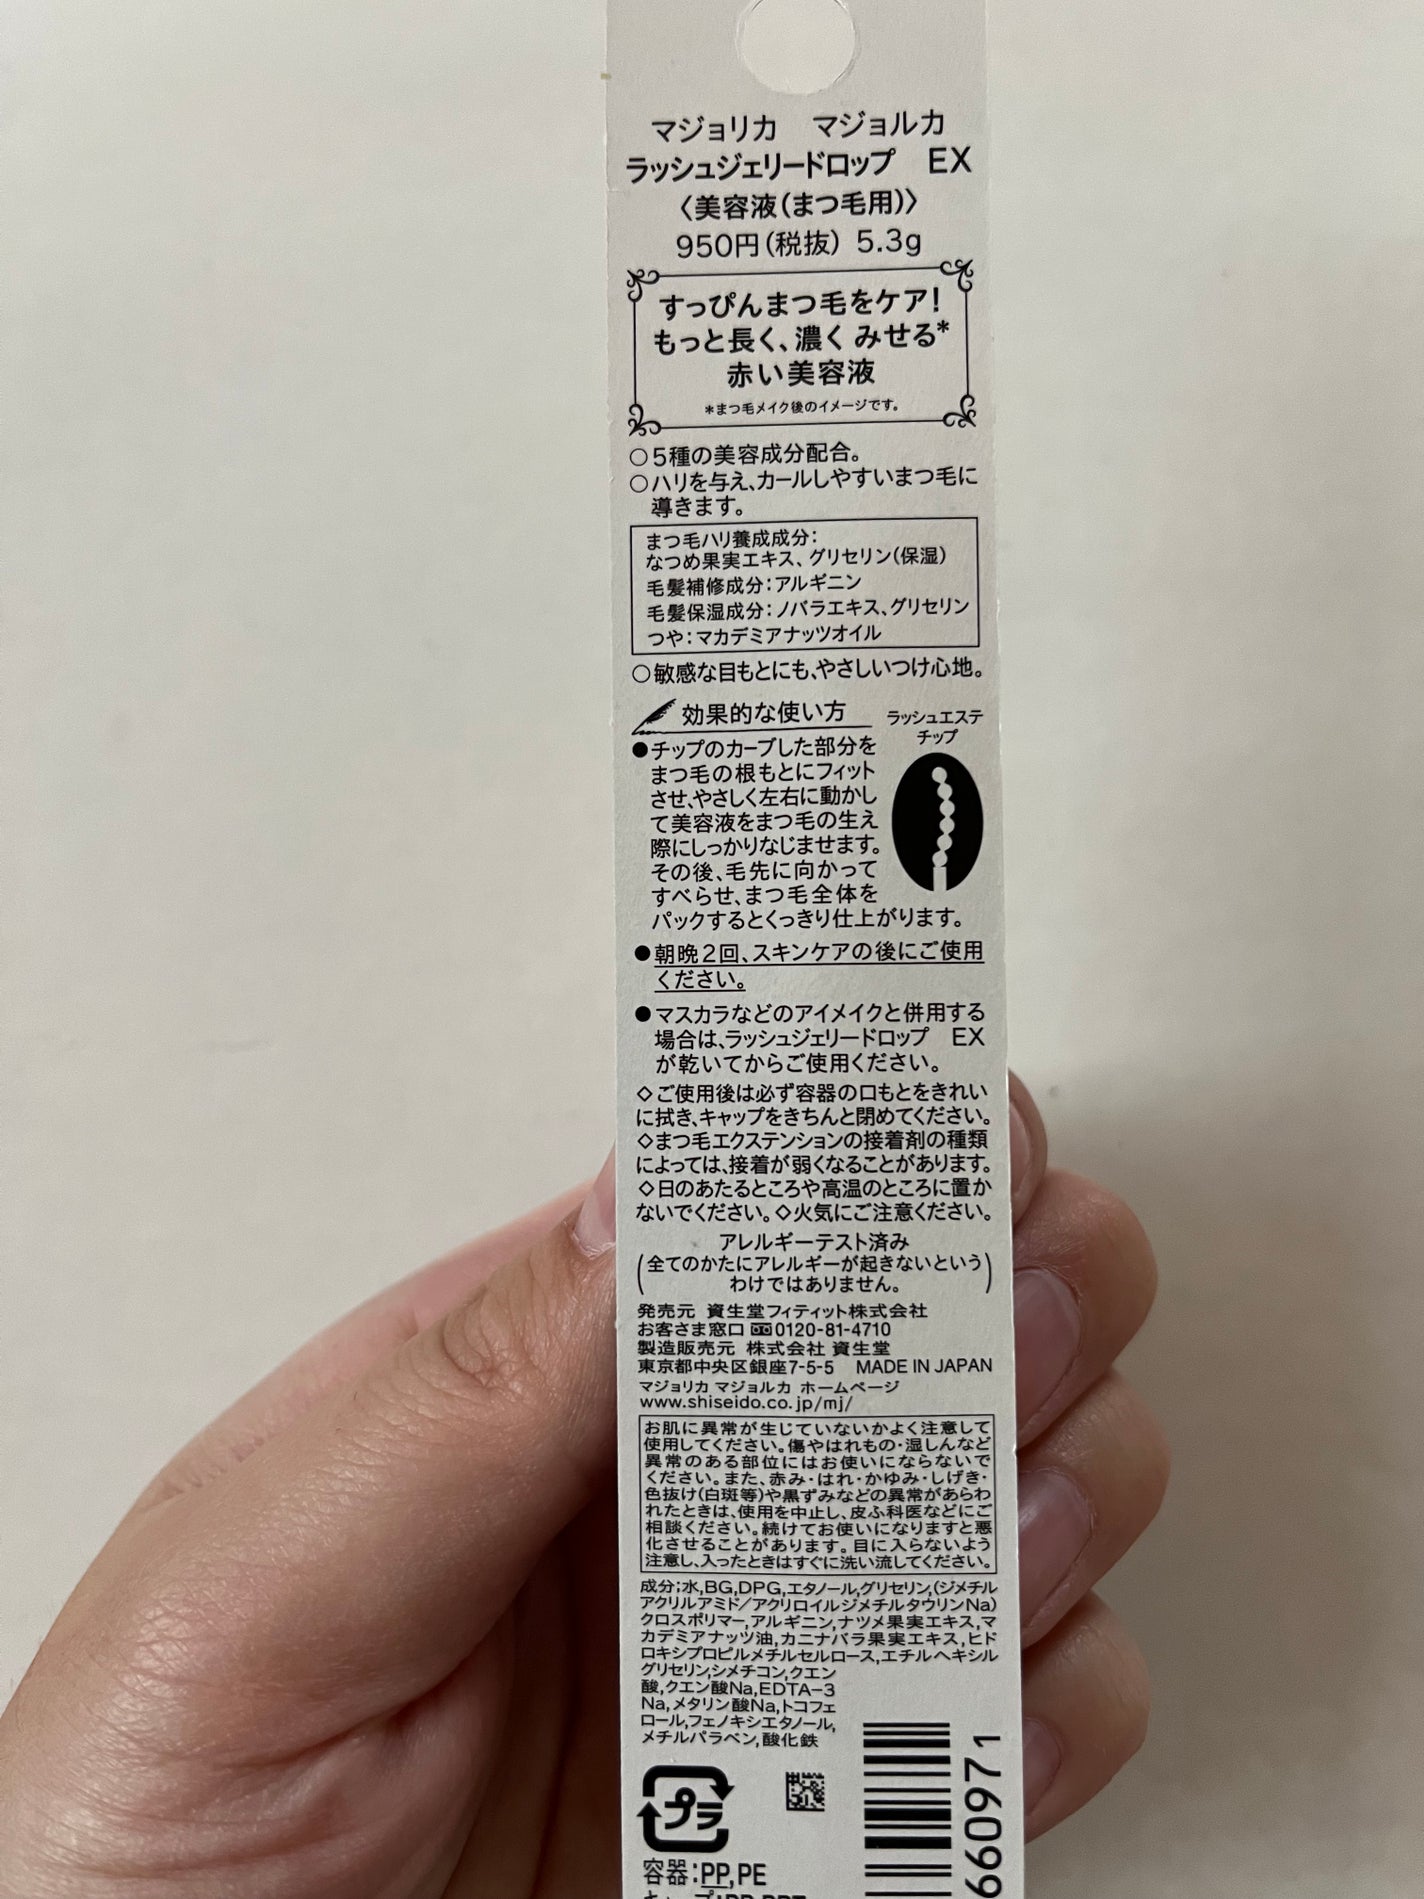 マジョリカ　マジョルカ
ラッシュジェリードロップ　EX
〈美容液(まつ毛用)〉
950円(税抜) 5.3g
すっぴんまつ毛をケア!
もっと長く、濃く みせる*
赤い美容液
*まつ毛メイク後のイメージです。
○5種の美容成分配合。
○ハリを与え、カールしやすいまつ毛に
導きます。
まつ毛ハリ養成成分:
なつめ果実エキス、グリセリン(保湿)
毛髪補修成分:アルギニン
毛髪保湿成分:ノバラエキス、グリセリン
つや:マカデミアナッツオイル
○敏感な目もとにも、やさしいつけ心地。
効果的な使い方
ラッシュエステ
チップ
●チップのカーブした部分を
まつ毛の根もとにフィット
させ、やさしく左右に動かし
て美容液をまつ毛の生え
際にしっかりなじませます。
その後、毛先に向かって
すべらせ、まつ毛全体を
パックするとくっきり仕上がります。
●朝晩2回、スキンケアの後にご使用
ください。
●マスカラなどのアイメイクと併用する
場合は、ラッシュジェリードロップ　EX
が乾いてからご使用ください。
◇ご使用後は必ず容器の口もとをきれい
に拭き、キャップをきちんと閉めてください。
◇まつ毛エクステンションの接着剤の種類
によっては、接着が弱くなることがあります。
◇日のあたるところや高温のところに置か
ないでください。◇火気にご注意ください。
アレルギーテスト済み
(全てのかたにアレルギーが起きないという
わけではありません。)
発売元 資生堂フィティット株式会社
お客さま窓口 0120-81-4710
製造販売元 株式会社 資生堂
東京都中央区銀座7-5-5　MADE IN JAPAN
マジョリカ マジョルカ ホームページ
www.shiseido.co.jp/mj/
お肌に異常が生じていないかよく注意して
使用してください。傷やはれもの・湿しんなど
異常のある部位にはお使いにならないで
ください。また、赤み・はれ・かゆみ・しげき・
色抜け(白斑等)や黒ずみなどの異常があらわ
れたときは、使用を中止し、皮ふ科医などにご
相談ください。続けてお使いになりますと悪
化させることがあります。目に入らないよう
注意し、入ったときはすぐに洗い流してください。
成分;水,BG,DPG,エタノール,グリセリン,(ジメチル
アクリルアミド/アクリロイルジメチルタウリンNa)
クロスポリマー,アルギニン,ナツメ果実エキス,マ
カデミアナッツ油,カニナバラ果実エキス,ヒド
ロキシプロピルメチルセルロース,エチルヘキシル
グリセリン,シメチコン,クエン
酸,クエン酸Na,EDTA-3
Na,メタリン酸Na,トコフェ
ロール,フェノキシエタノール,
メチルパラベン,酸化鉄
プラ
容器:PP,PE
660971